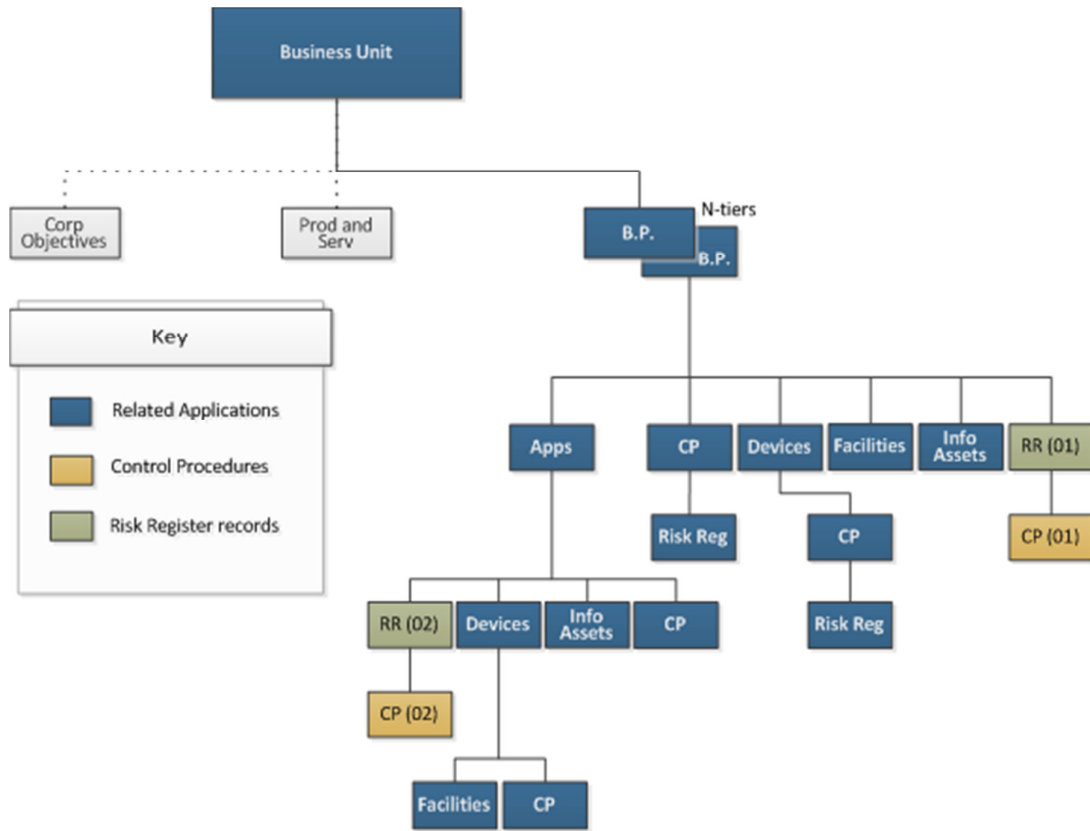 Business Unit
Corp
Objectives
Prod and
Serv
N-tiers
B.P.
B.P.
Key
Related Applications
Control Procedures
Risk Register records
Apps
CP
Devices
Facilities
Info
Assets
RR (01)
Risk Reg
CP
CP (01)
RR (02)
Devices
Info
Assets
CP
Risk Reg
CP (02)
Facilities
CP